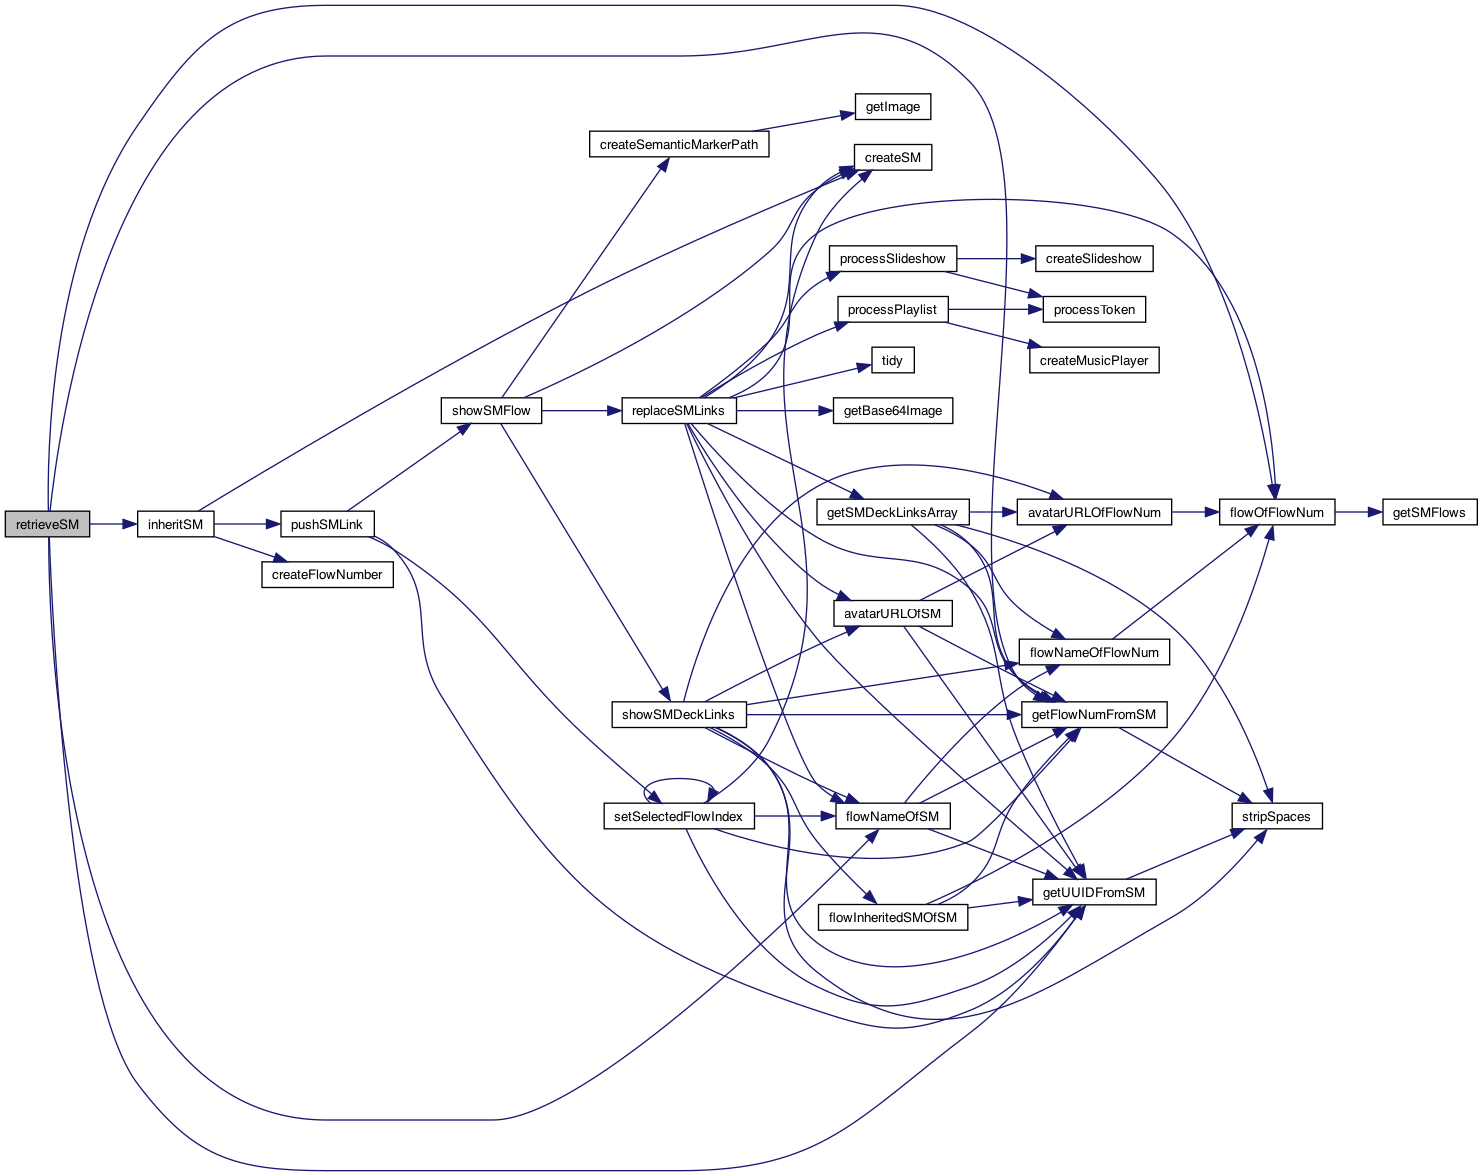 getImage
createSemanticMarkerPath
createSM
processSlideshow
createSlideshow
processPlaylist
processToken
tidy
createMusicPlayer
showSMFlow
replaceSMLinks
getBase64Image
retrieveSM
inheritSM
pushSMLink
getSMDeckLinksArray
avatarURLOfFlowNum
flowOfFlowNum
getSMFlows
createFlowNumber
avatarURLOfSM
flowNameOfFlowNum
showSMDeckLinks
getFlowNumFromSM
setSelectedFlowIndex
flowNameOfSM
stripSpaces
getUUIDFromSM
flowInheritedSMOfSM